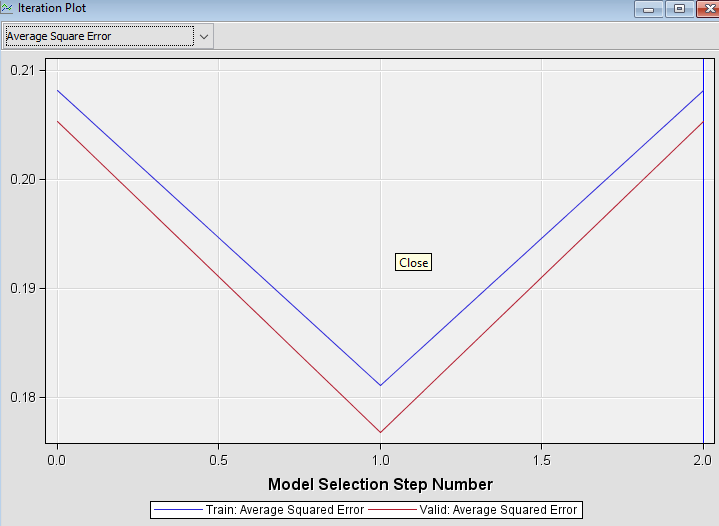 Iteration Plot
Average Square Error
0.21
0.20
0.19
0.18
Close
0.0 0.5 1.0 1.5 2.0
Model Selection Step Number
Train: Average Squared Error Valid: Average Squared Error